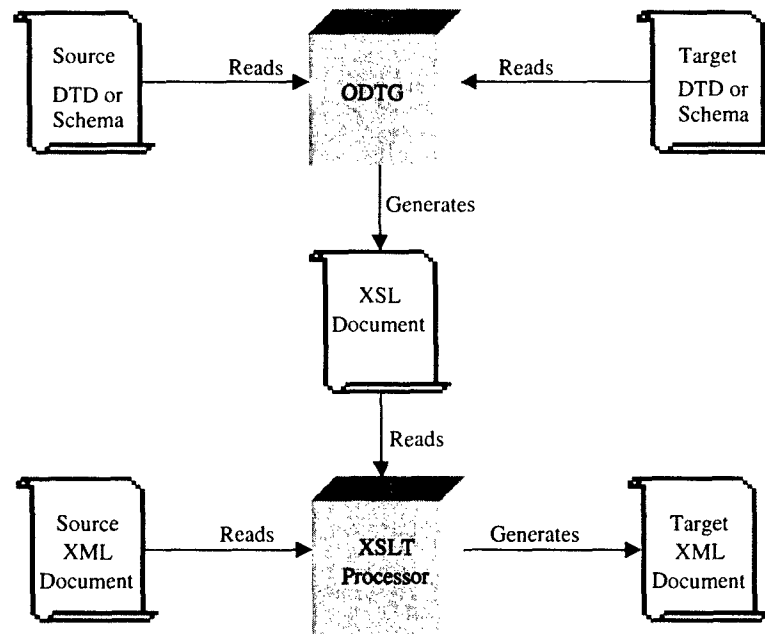 Source
DTD or
Schema
Reads
ODTG
Reads
Target
DTD or
Schema
Generates
XSL
Document
Reads
Source
XML
Document
Reads
XSLT
Processor
Generates
Target
XML
Document